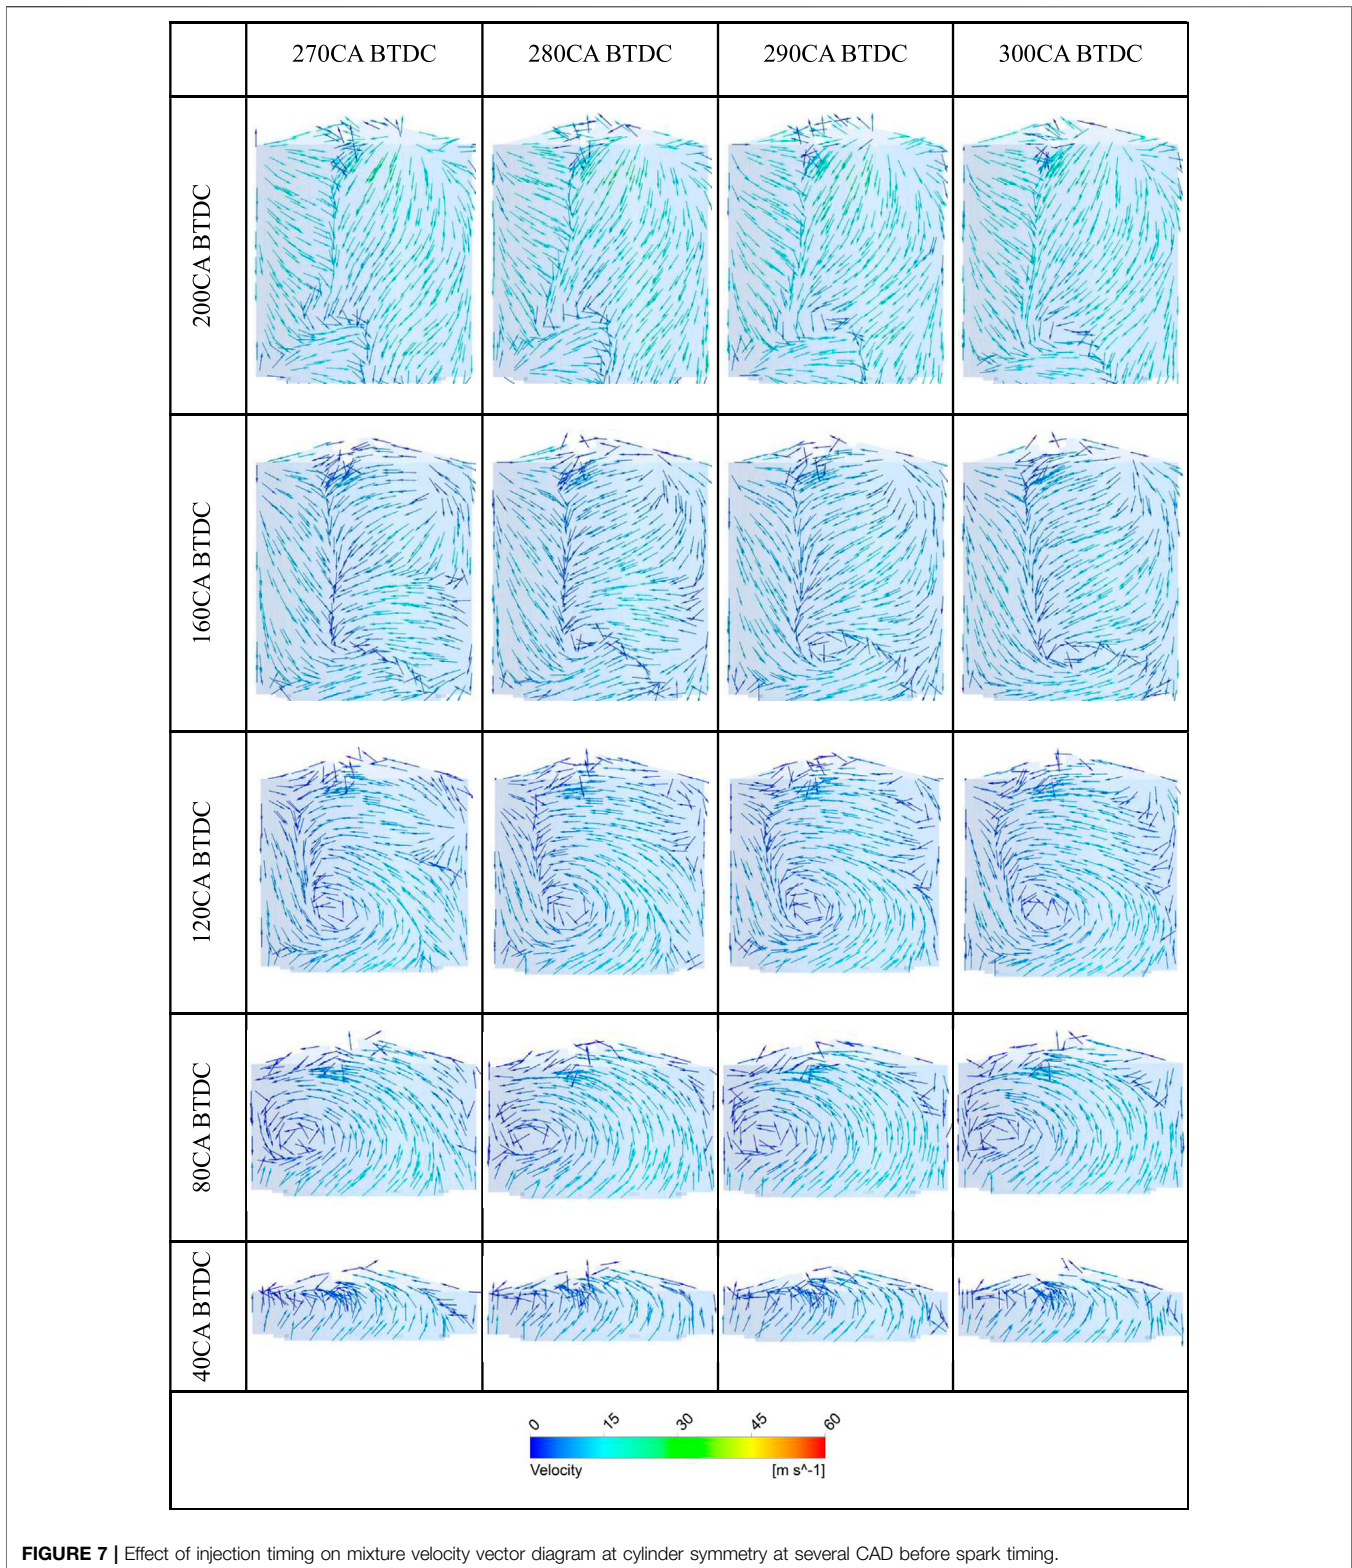 270CA BTDC
280CA BTDC
290CA BTDC
300CA BTDC
200CA BTDC
160CA BTDC
120CA BTDC
80CA BTDC
40CA BTDC
0 15 30 45 60
Velocity [m s^-1]
FIGURE 7 | Effect of injection timing on mixture velocity vector diagram at cylinder symmetry at several CAD before spark timing.